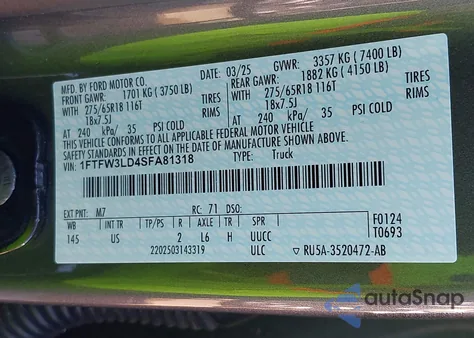 MFD. BY FORD MOTOR CO. DATE: 03/25 GVWR: 3357 KG (7400 LB)
FRONT GAWR: 1701 KG (3750 LB) REAR GAWR: 1882 KG (4150 LB)
275/65R18 116T TIRES 275/65R18 116T TIRES
18x7.5J RIMS 18x7.5J RIMS
AT 240 kPa/ 35 PSI COLD AT 240 kPa/ 35 PSI COLD
THIS VEHICLE CONFORMS TO ALL APPLICABLE FEDERAL MOTOR VEHICLE
SAFETY STANDARDS IN EFFECT ON THE DATE OF MANUFACTURE SHOWN ABOVE.
VIN: 1FTFW3LD4SFA81318 TYPE: Truck
EXT PNT: M7 RC: 71 DSO: F0124
WB TP/PS R AXLE TR SPR T0693
145 US 2 L6 H UUCC
2202503143319 ULC RU5A-3520472-AB
autoSnap